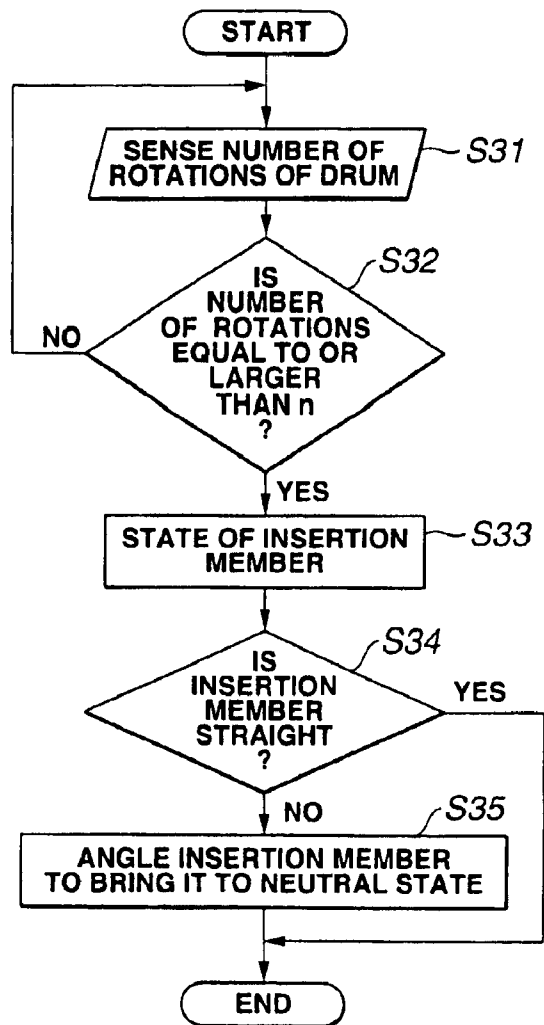 START
SENSE NUMBER OF
ROTATIONS OF DRUM
S31
S32
IS
NUMBER
OF ROTATIONS
EQUAL TO OR
LARGER
THAN n
?
NO
YES
STATE OF INSERTION
MEMBER
S33
S34
IS
INSERTION
MEMBER
STRAIGHT
?
YES
NO
S35
ANGLE INSERTION MEMBER
TO BRING IT TO NEUTRAL STATE
END